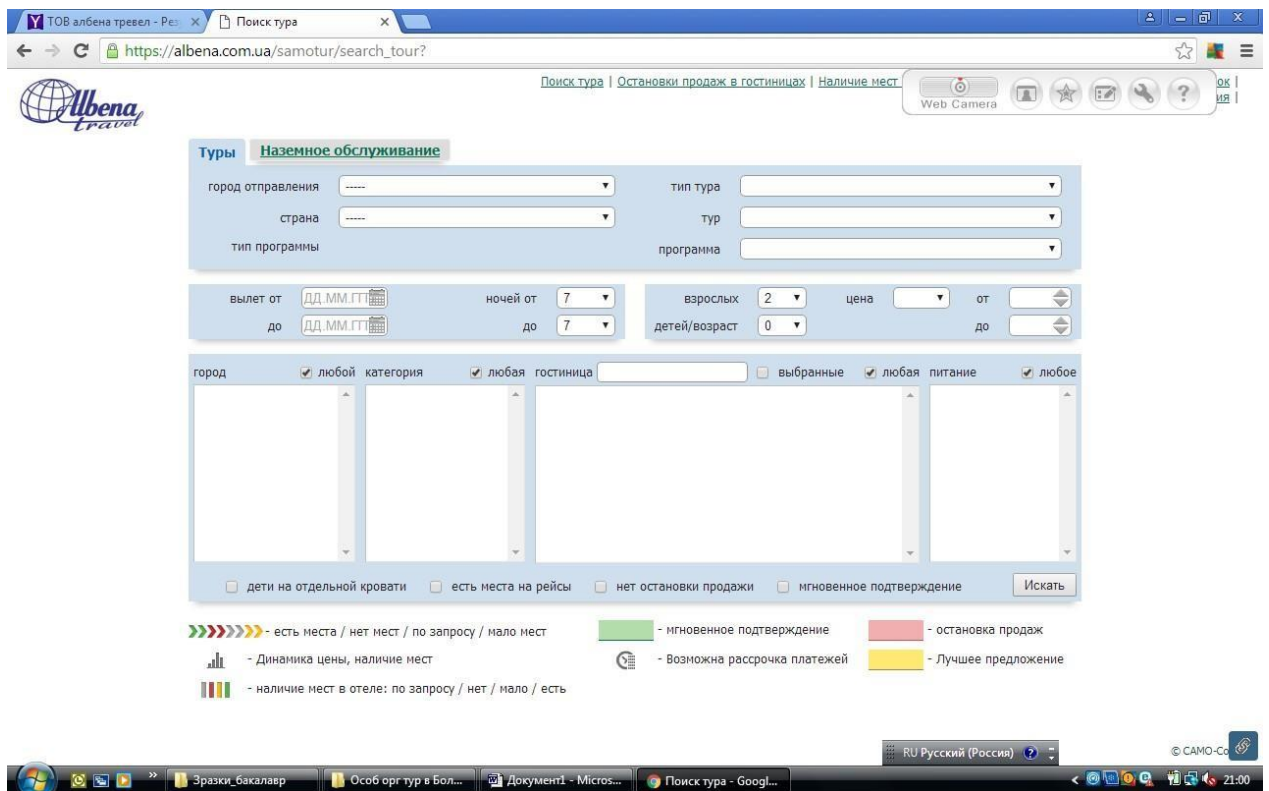 ТОВ албена тревел - Рез
Поиск тура
https://albena.com.ua/samotur/search_tour?
Albena travel
Поиск тура | Остановки продаж в гостиницах | Наличие мест
Web Camera
ок |
ия |
Туры Наземное обслуживание
город отправления ----- тип тура
страна ----- тур
тип программы программа
вылет от ДД.ММ.ГГ ночей от 7 взрослых 2 цена от
до ДД.ММ.ГГ до 7 детей/возраст 0 до
город любой категория любая гостиница выбранные любая питание любое
дети на отдельной кровати есть места на рейсы нет остановки продажи мгновенное подтверждение Искать
- есть места / нет мест / по запросу / мало мест - мгновенное подтверждение - остановка продаж
- Динамика цены, наличие мест - Возможна рассрочка платежей - Лучшее предложение
- наличие мест в отеле: по запросу / нет / мало / есть
RU Русский (Россия)
© САМО-Со
Зразки_бакалавр Особ орг тур в Бол... Документ1 - Micros... Поиск тура - Googl... 21:00